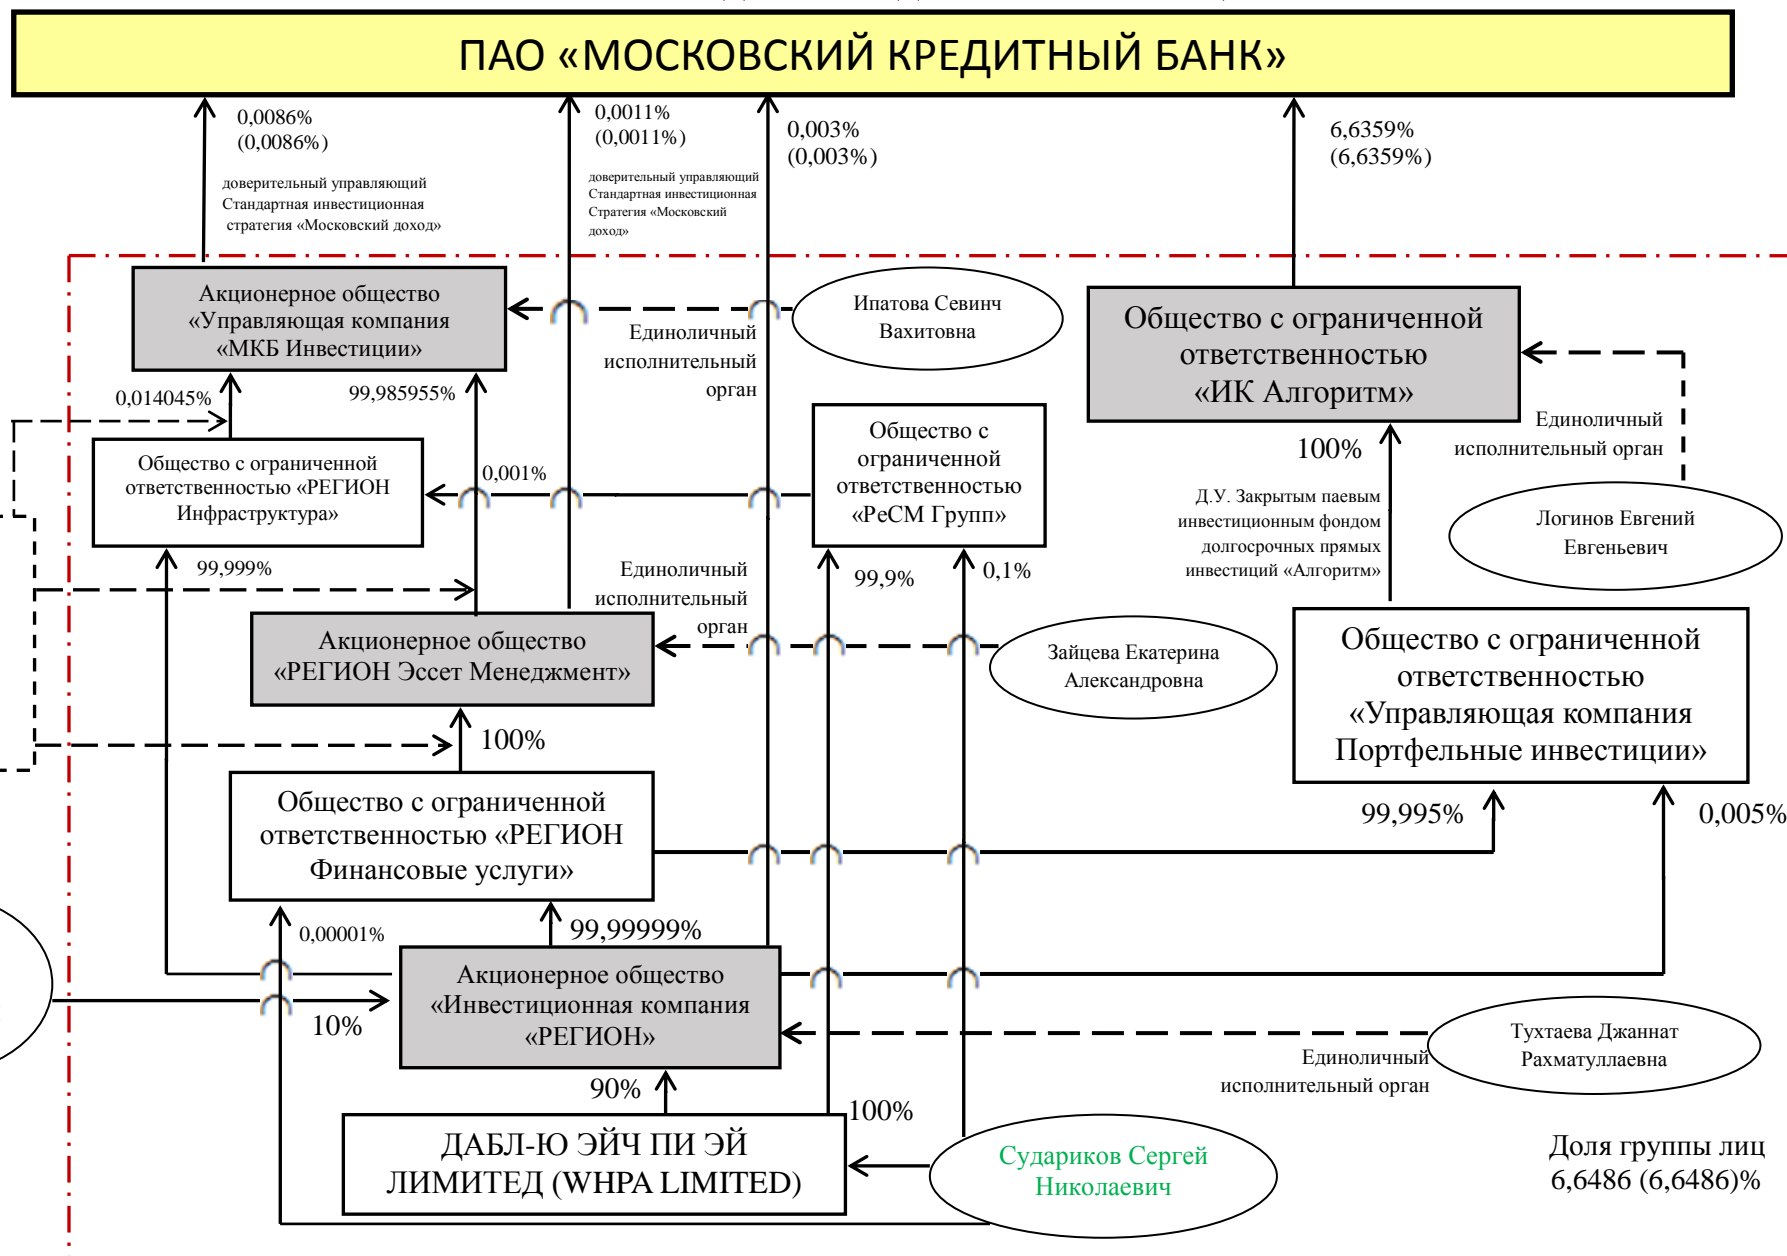 ПАО «МОСКОВСКИЙ КРЕДИТНЫЙ БАНК»
0,0086%
(0,0086%)
доверительный управляющий
Стандартная инвестиционная
стратегия «Московский доход»
0,0011%
(0,0011%)
доверительный управляющий
Стандартная инвестиционная
Стратегия «Московский
доход»
0,003%
(0,003%)
6,6359%
(6,6359%)
Акционерное общество
«Управляющая компания
«МКБ Инвестиции»
Единоличный
исполнительный
орган
Ипатова Севинч
Вахитовна
Общество с ограниченной
ответственностью
«ИК Алгоритм»
0,014045%
99,985955%
Общество с ограниченной
ответственностью «РЕГИОН
Инфраструктура»
0,001%
Общество с
ограниченной
ответственностью
«РеСМ Групп»
100%
Единоличный
исполнительный орган
Д.У. Закрытым паевым
инвестиционным фондом
долгосрочных прямых
инвестиций «Алгоритм»
Логинов Евгений
Евгеньевич
99,999%
Единоличный
исполнительный
орган
99,9%
0,1%
Акционерное общество
«РЕГИОН Эссет Менеджмент»
Зайцева Екатерина
Александровна
Общество с ограниченной
ответственностью
«Управляющая компания
Портфельные инвестиции»
100%
Общество с ограниченной
ответственностью «РЕГИОН
Финансовые услуги»
99,995%
0,005%
0,00001%
99,99999%
Акционерное общество
«Инвестиционная компания
«РЕГИОН»
10%
Тухтаева Джаннат
Рахматуллаевна
Единоличный
исполнительный орган
90%
100%
ДАБЛ-Ю ЭЙЧ ПИ ЭЙ
ЛИМИТЕД (WHPA LIMITED)
Судариков Сергей
Николаевич
Доля группы лиц
6,6486 (6,6486)%